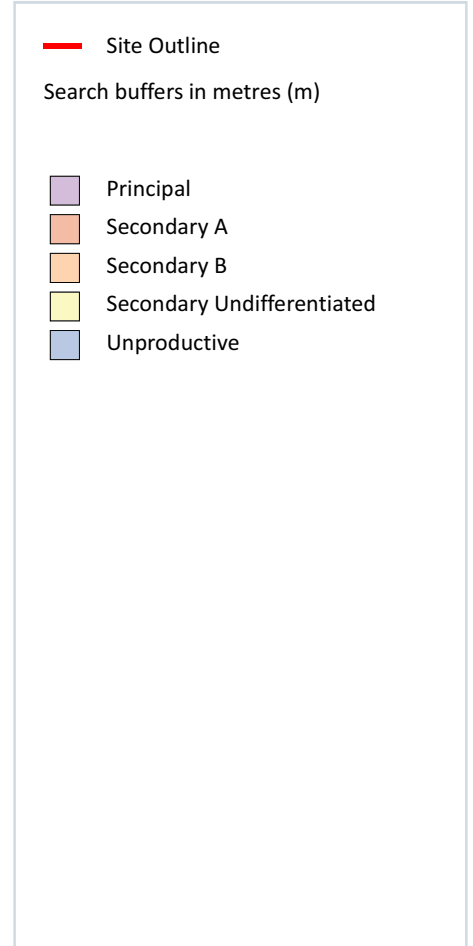 Site Outline
Search buffers in metres (m)
Principal
Secondary A
Secondary B
Secondary Undifferentiated
Unproductive